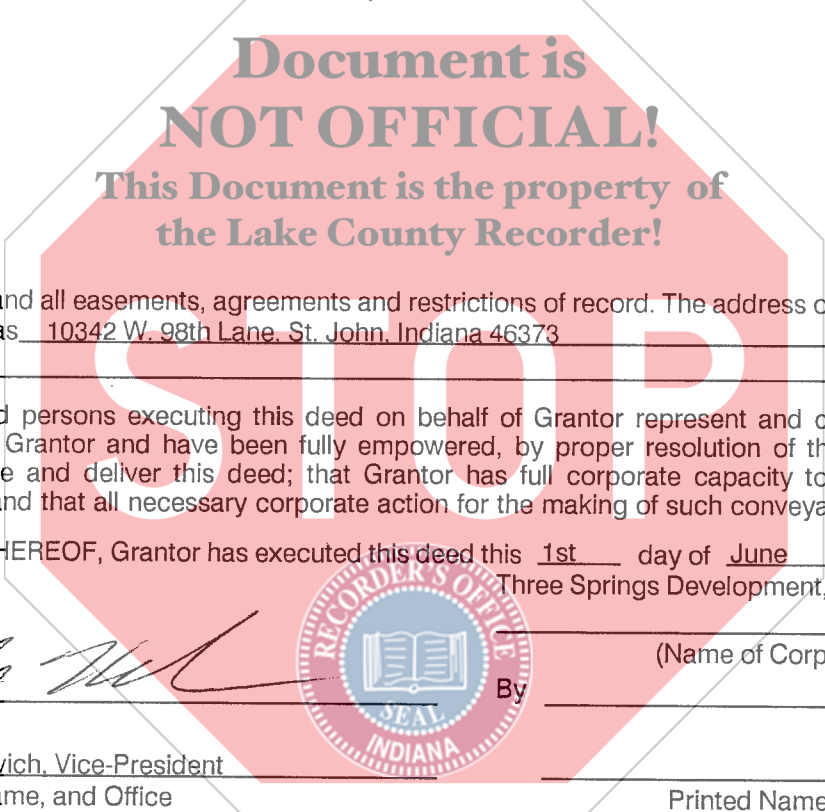 Document is
NOT OFFICIAL!
This Document is the property of
the Lake County Recorder!
and all easements, agreements and restrictions of record. The address o
as 10342 W. 98th Lane, St. John, Indiana 46373
STOP
d persons executing this deed on behalf of Grantor represent and c
Grantor and have been fully empowered, by proper resolution of th
e and deliver this deed; that Grantor has full corporate capacity to
and that all necessary corporate action for the making of such conveya
HEREOF, Grantor has executed this deed this 1st day of June
Three Springs Development,
(Name of Corp
By
RECORDER'S OFFICE
SEAL
INDIANA
vich, Vice-President
ame, and Office
Printed Name